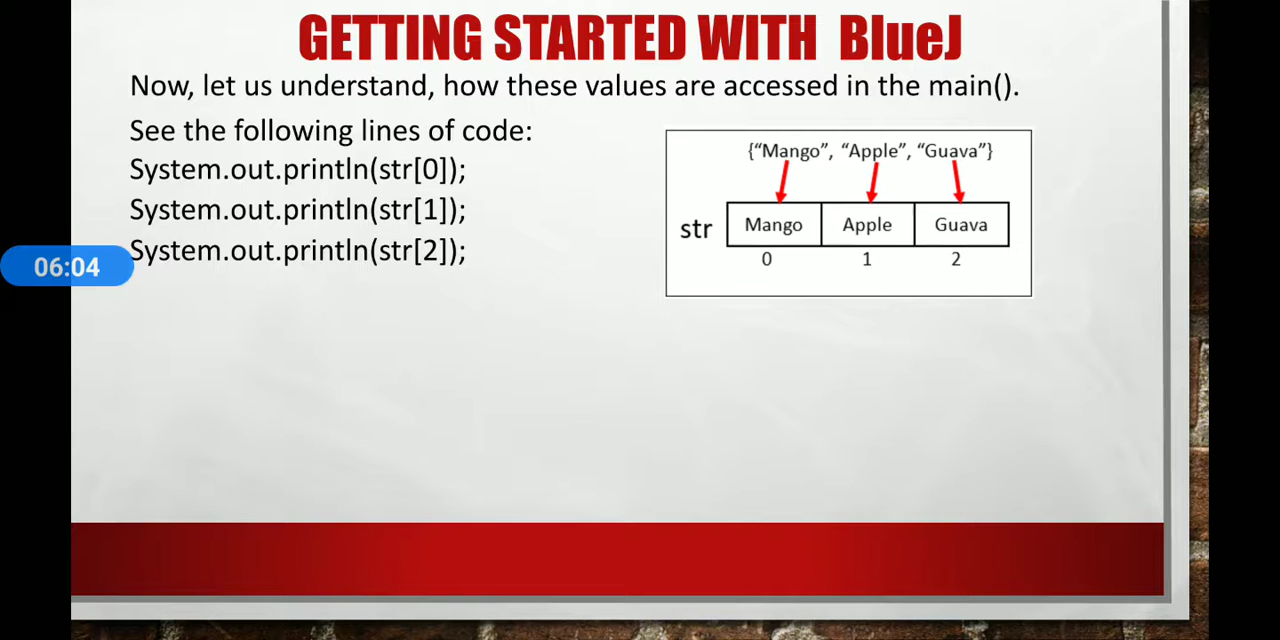 GETTING STARTED WITH BlueJ
Now, let us understand, how these values are accessed in the main().
See the following lines of code:
System.out.println(str[0]);
System.out.println(str[1]);
System.out.println(str[2]);
06:04
{“Mango”, “Apple”, “Guava”}
str Mango Apple Guava
0 1 2